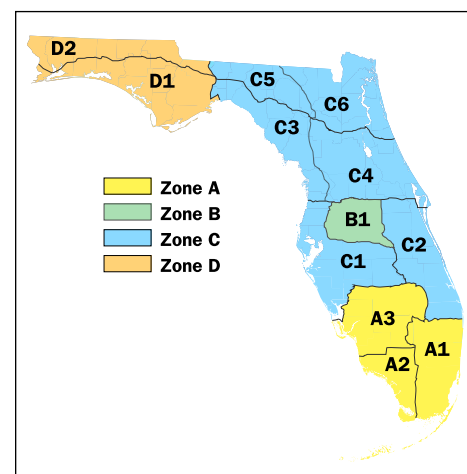 D2
D1
C5
C6
C3
C4
B1
C2
C1
A3
A1
A2
Zone A
Zone B
Zone C
Zone D